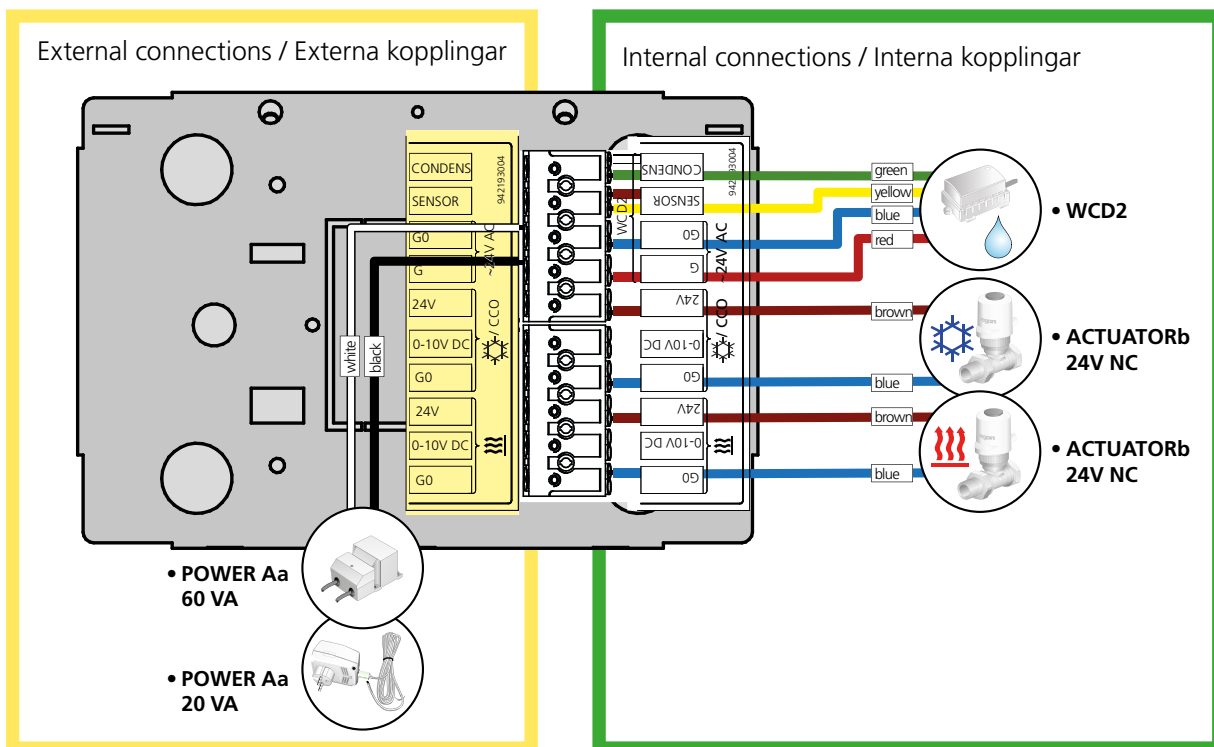 External connections / Externa kopplingar
Internal connections / Interna kopplingar
CONDENS
SENSOR
G0
G
24V
0-10V DC
G0
24V
0-10V DC
G0
942193004
~24V AC
/ CCO
white
black
WCD2
CONDENS
SENSOR
G0
G
24V
0-10V DC
G0
24V
0-10V DC
G0
942193004
~24V AC
/ CCO
green
yellow
blue
red
brown
blue
brown
blue
• WCD2
• ACTUATORb
24V NC
• ACTUATORb
24V NC
• POWER Aa
60 VA
• POWER Aa
20 VA